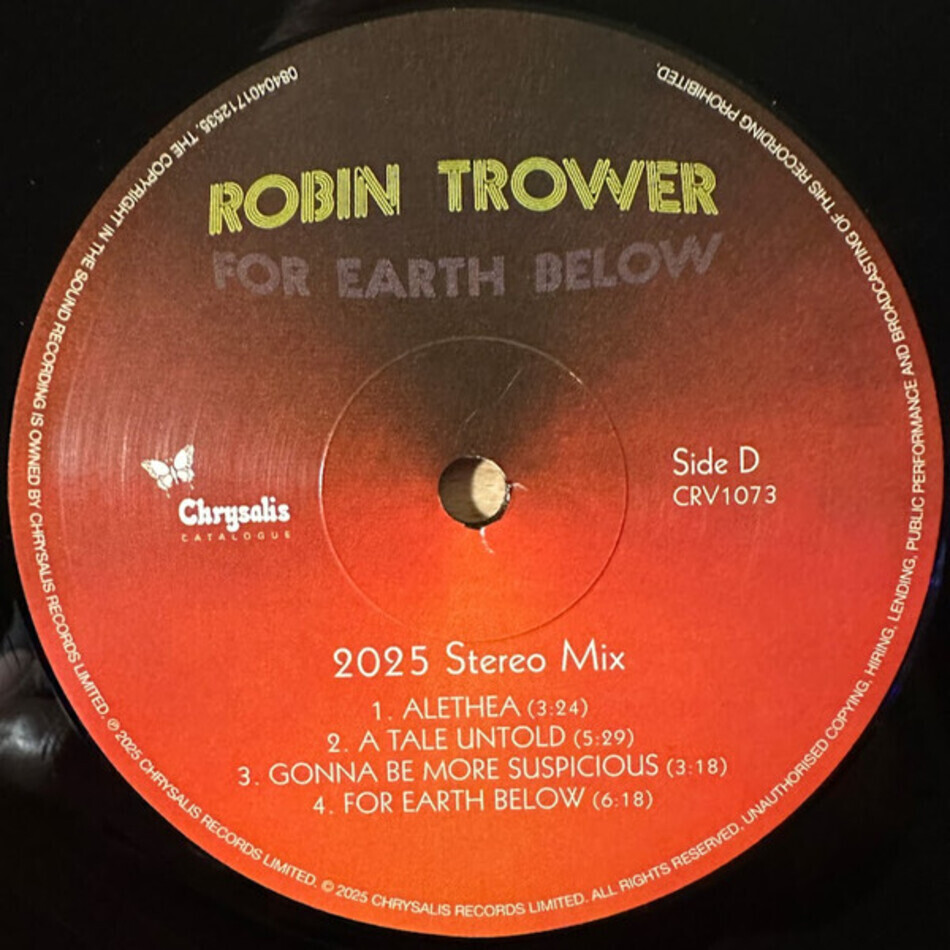 ROBIN TROWER
FOR EARTH BELOW
Chrysalis
CATALOGUE
Side D
CRV1073
2025 Stereo Mix
1. ALETHEA (3:24)
2. A TALE UNTOLD (5:29)
3. GONNA BE MORE SUSPICIOUS (3:18)
4. FOR EARTH BELOW (6:18)
0840401712535. THE COPYRIGHT IN THE SOUND RECORDING IS OWNED BY CHRYSALIS RECORDS LIMITED. ℗ 2025 CHRYSALIS RECORDS LIMITED. © 2025 CHRYSALIS RECORDS LIMITED. ALL RIGHTS RESERVED, UNAUTHORISED COPYING, HIRING, LENDING, PUBLIC PERFORMANCE AND BROADCASTING OF THIS RECORDING PROHIBITED.